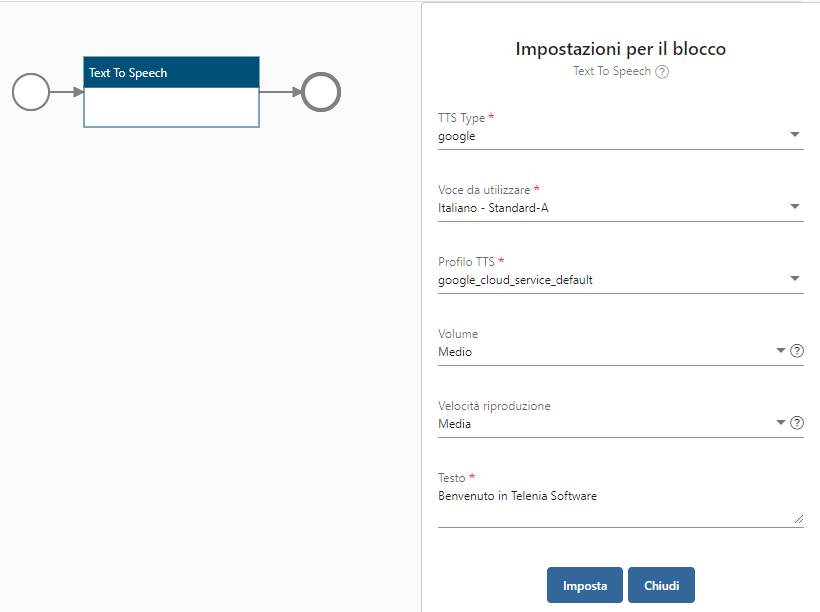 Text To Speech
Impostazioni per il blocco
Text To Speech ?
TTS Type *
google
Voce da utilizzare *
Italiano - Standard-A
Profilo TTS *
google_cloud_service_default
Volume
Medio
?
Velocità riproduzione
Media
?
Testo *
Benvenuto in Telenia Software
Imposta
Chiudi